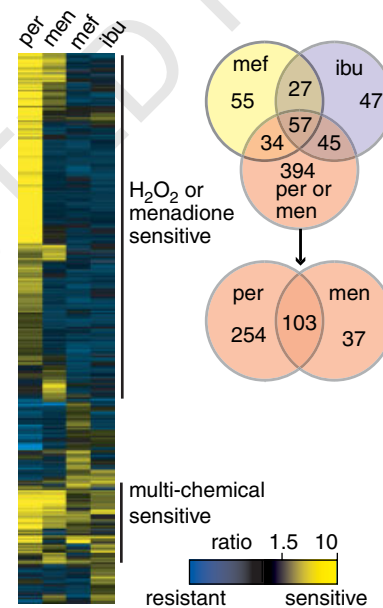 per men mef ibu
mef
ibu
55
27
47
57
34
45
394
per or
men
H2O2 or
menadione
sensitive
per
men
254
103
37
multi-chemical
sensitive
ratio 1.5 10
resistant sensitive